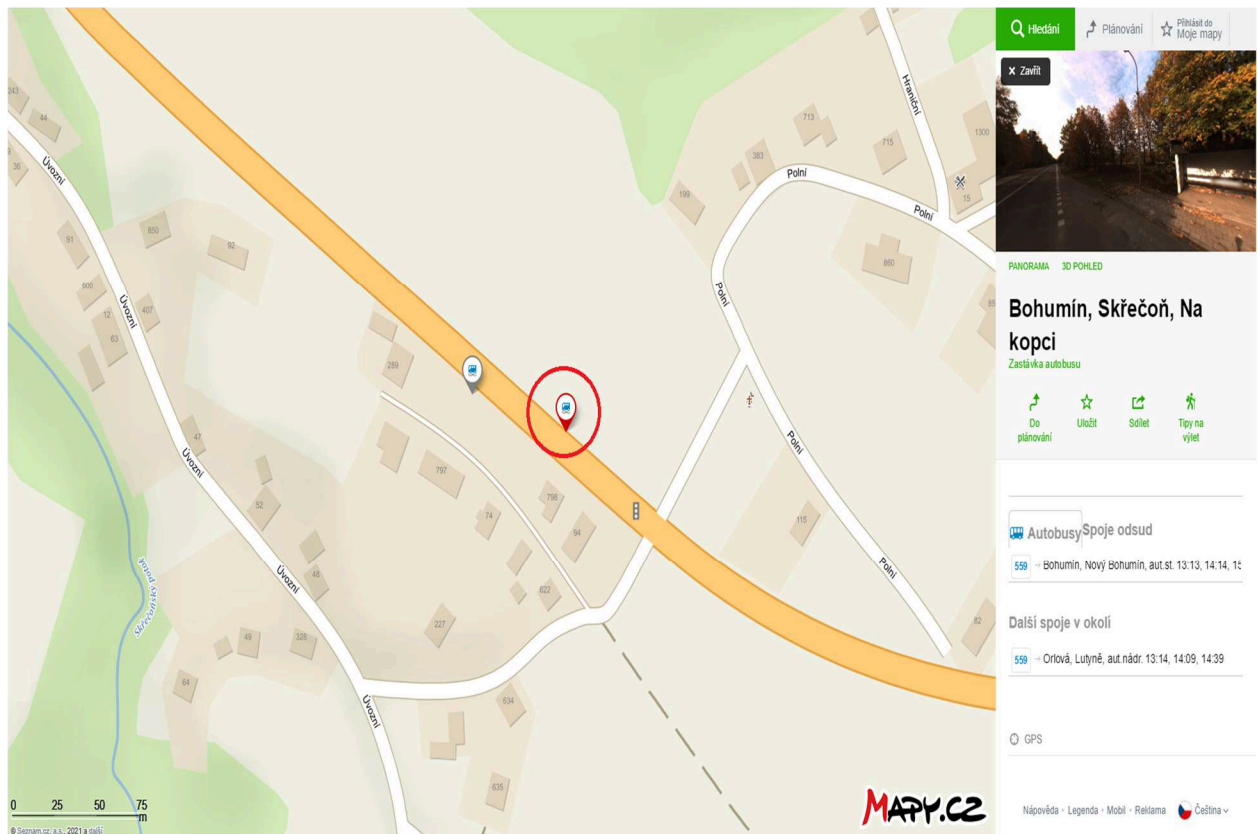 Hledání
Plánování
Přihlásit do
Moje mapy
× Zavřít
PANORAMA 3D POHLED
Bohumín, Skřečoň, Na
kopci
Zastávka autobusu
Do
plánování
Uložit
Sdílet
Tipy na
výlet
Autobusy
Spoje odsud
559 → Bohumín, Nový Bohumín, aut.st. 13:13, 14:14, 15
Další spoje v okolí
559 → Orlová, Lutyně, aut.nádr. 13:14, 14:09, 14:39
GPS
Nápověda · Legenda · Mobil · Reklama
Čeština
243
44
36
Úvozní
91
850
92
600
12
407
63
Úvozní
47
Úvozní
52
48
Úvozní
49
328
64
Úvozní
Skřečoňský potok
289
797
74
798
94
622
227
634
635
Hraniční
713
715
1300
383
199
Polní
Polní
15
860
85
Polní
Polní
115
Polní
82
0 25 50 75
m
© Seznam.cz, a.s., 2021 a další
MAPY.CZ